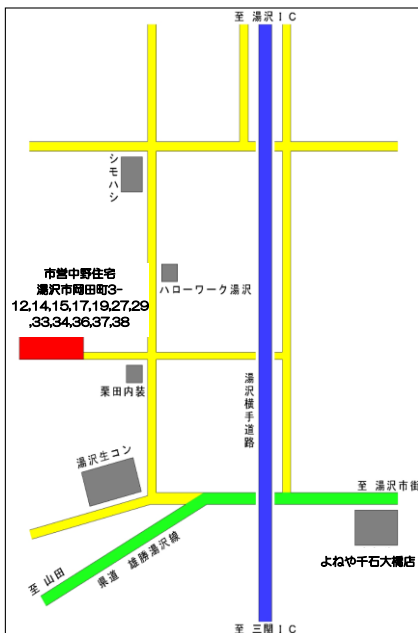 至 湯沢IC
シモハシ
市営中野住宅
湯沢市岡田町3-
12,14,15,17,19,27,29
,33,34,36,37,38
ハローワーク湯沢
湯沢横手道路
栗田内装
湯沢生コン
至 湯沢市街
よねや千石大橋店
至 山田
県道 雄勝湯沢線
至 三関IC